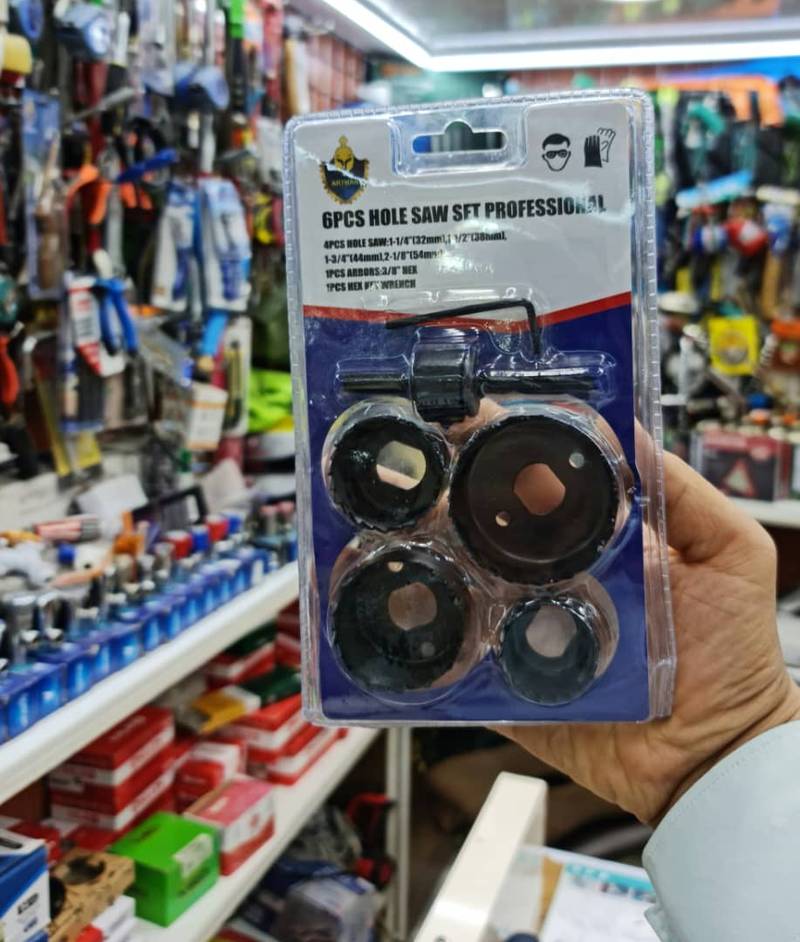 6PCS HOLE SAW SET PROFESSIONAL
4PCS HOLE SAW:1-1/4"(32mm),1 1/2"(38mm),
1-3/4"(44mm),2-1/8"(54mm)
1PCS ARBORS:3/8" HEX
1PCS HEX WRENCH